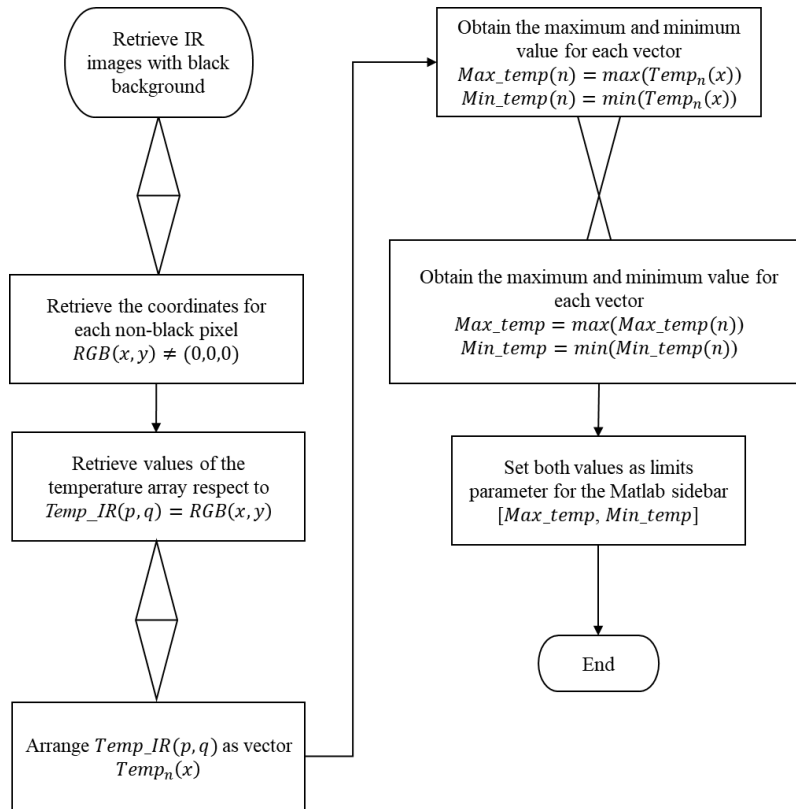 Retrieve IR
images with black
background
Retrieve the coordinates for
each non-black pixel
RGB(x, y) ≠ (0,0,0)
Retrieve values of the
temperature array respect to
Temp_IR(p, q) = RGB(x, y)
Arrange Temp_IR(p, q) as vector
Tempₙ(x)
Obtain the maximum and minimum
value for each vector
Max_temp(n) = max(Tempₙ(x))
Min_temp(n) = min(Tempₙ(x))
Obtain the maximum and minimum value for
each vector
Max_temp = max(Max_temp(n))
Min_temp = min(Min_temp(n))
Set both values as limits
parameter for the Matlab sidebar
[Max_temp, Min_temp]
End